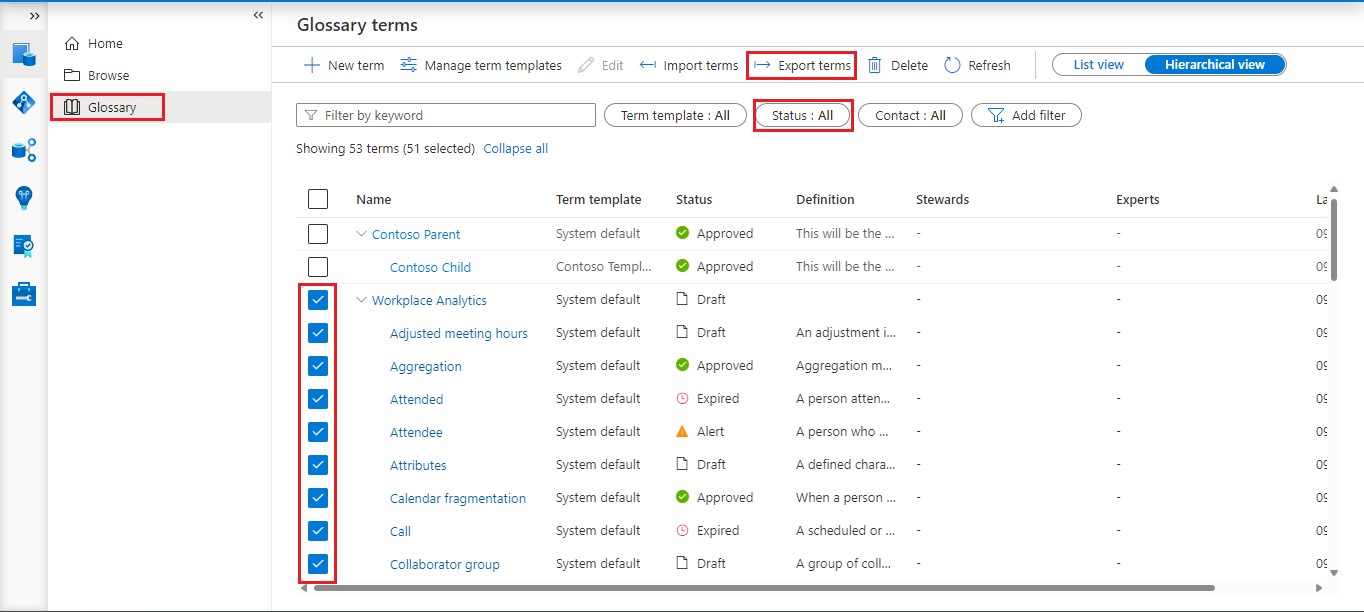 Home
Browse
Glossary
Glossary terms
New term Manage term templates Edit Import terms Export terms Delete Refresh List view Hierarchical view
Filter by keyword Term template : All Status : All Contact : All Add filter
Showing 53 terms (51 selected) Collapse all
Name Term template Status Definition Stewards Experts La
Contoso Parent System default Approved This will be the ... - - 09
Contoso Child Contoso Templ... Approved This will be the ... - - 09
Workplace Analytics System default Draft - - 09
Adjusted meeting hours System default Draft An adjustment i... - - 09
Aggregation System default Approved Aggregation m... - - 09
Attended System default Expired A person atten... - - 09
Attendee System default Alert A person who ... - - 09
Attributes System default Draft A defined chara... - - 09
Calendar fragmentation System default Approved When a person ... - - 09
Call System default Expired A scheduled or ... - - 09
Collaborator group System default Draft A group of coll... - - 09